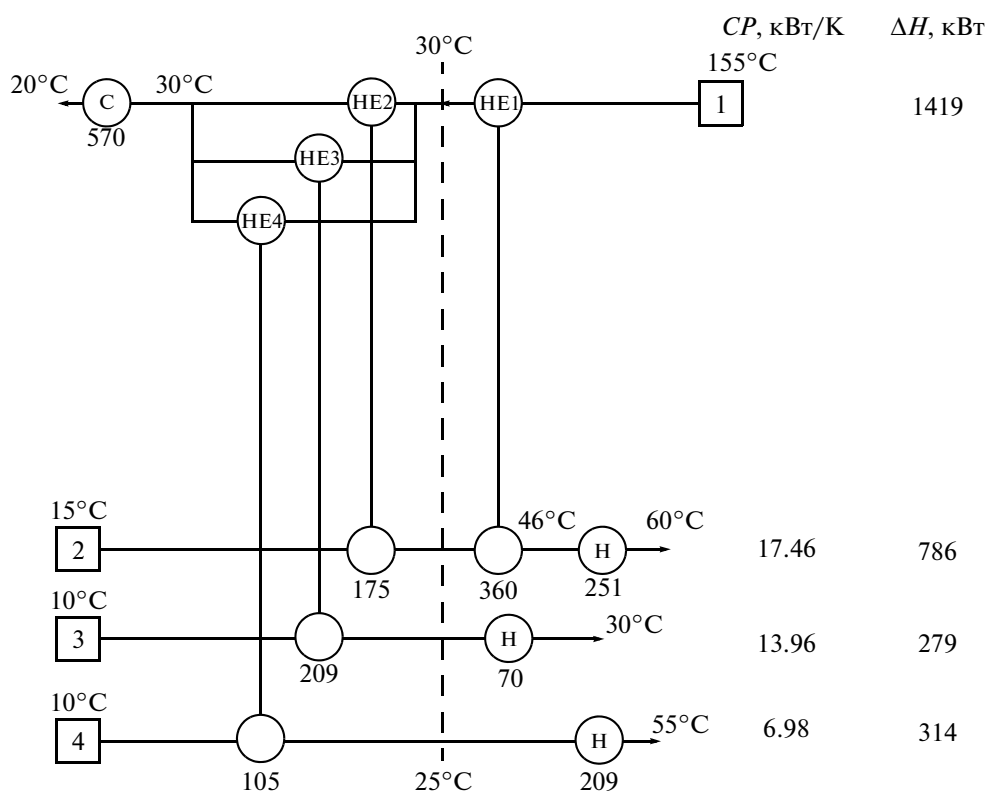 CP, кВт/K ΔH, кВт
30°C
155°C
20°C 30°C
C HE2 HE1 1 1419
570
HE3
HE4
15°C 46°C 60°C
2 H 17.46 786
175 360 251
10°C 30°C
3 H 13.96 279
209 70
10°C 55°C
4 H 6.98 314
105 25°C 209